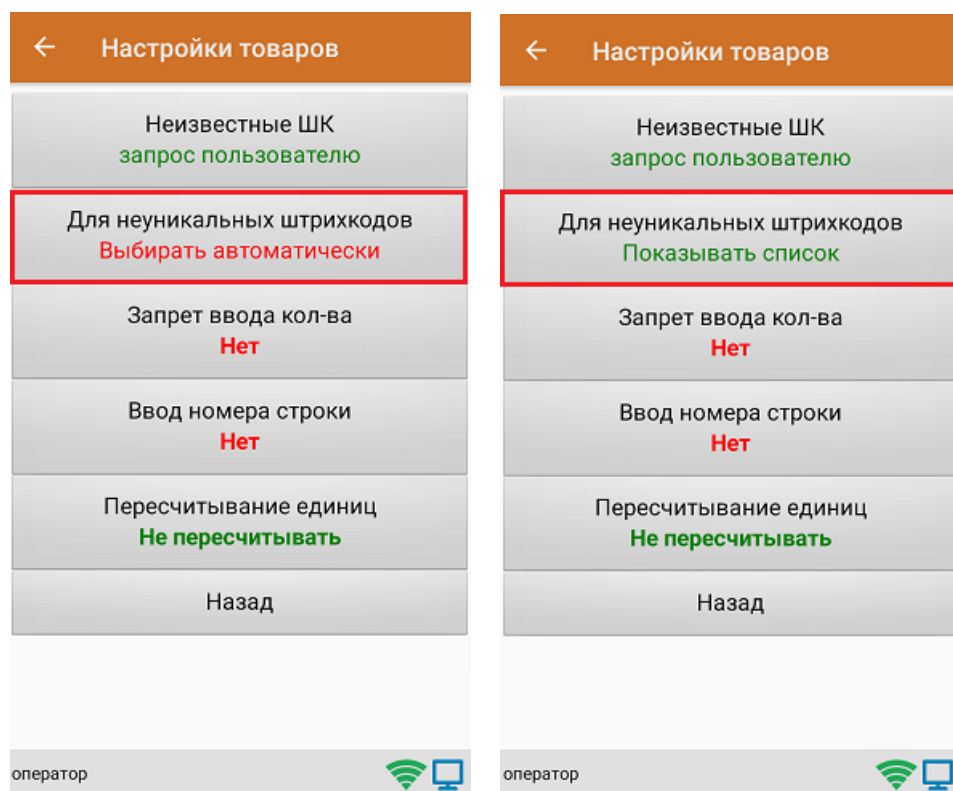 Настройки товаров
Неизвестные ШК
запрос пользователю
Для неуникальных штрихкодов
Выбирать автоматически
Запрет ввода кол-ва
Нет
Ввод номера строки
Нет
Пересчитывание единиц
Не пересчитывать
Назад
оператор
Настройки товаров
Неизвестные ШК
запрос пользователю
Для неуникальных штрихкодов
Показывать список
Запрет ввода кол-ва
Нет
Ввод номера строки
Нет
Пересчитывание единиц
Не пересчитывать
Назад
оператор